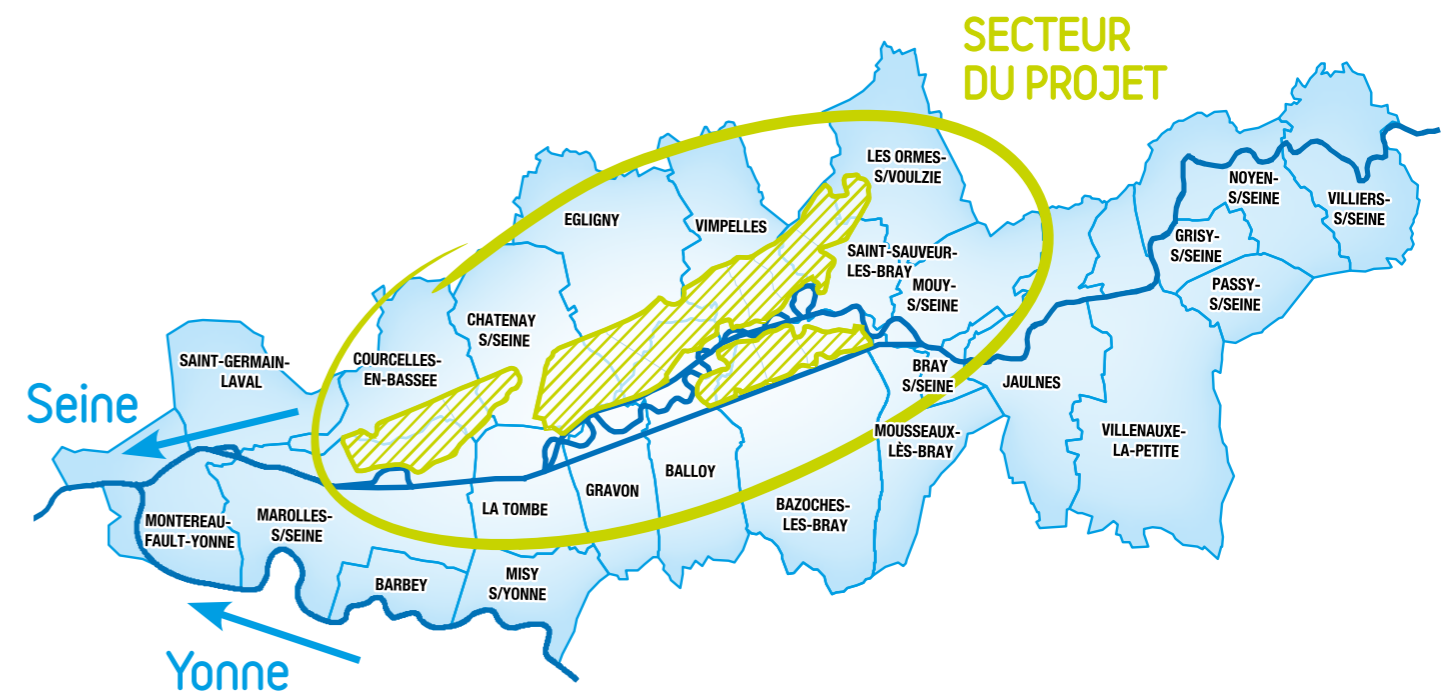 SECTEUR
DU PROJET
LES ORMES-
S/VOULZIE
NOYEN-
S/SEINE
VILLIERS-
S/SEINE
EGLIGNY
VIMPELLES
GRISY-
S/SEINE
SAINT-SAUVEUR-
LES-BRAY
MOUY-
S/SEINE
PASSY-
S/SEINE
CHATENAY
S/SEINE
SAINT-GERMAIN-
LAVAL
COURCELLES-
EN-BASSEE
BRAY
S/SEINE
JAULNES
Seine
MOUSSEAUX-
LÈS-BRAY
VILLENAUXE-
LA-PETITE
BALLOY
GRAVON
LA TOMBE
BAZOCHES-
LES-BRAY
MONTEREAU-
FAULT-YONNE
MAROLLES-
S/SEINE
BARBEY
MISY
S/YONNE
Yonne